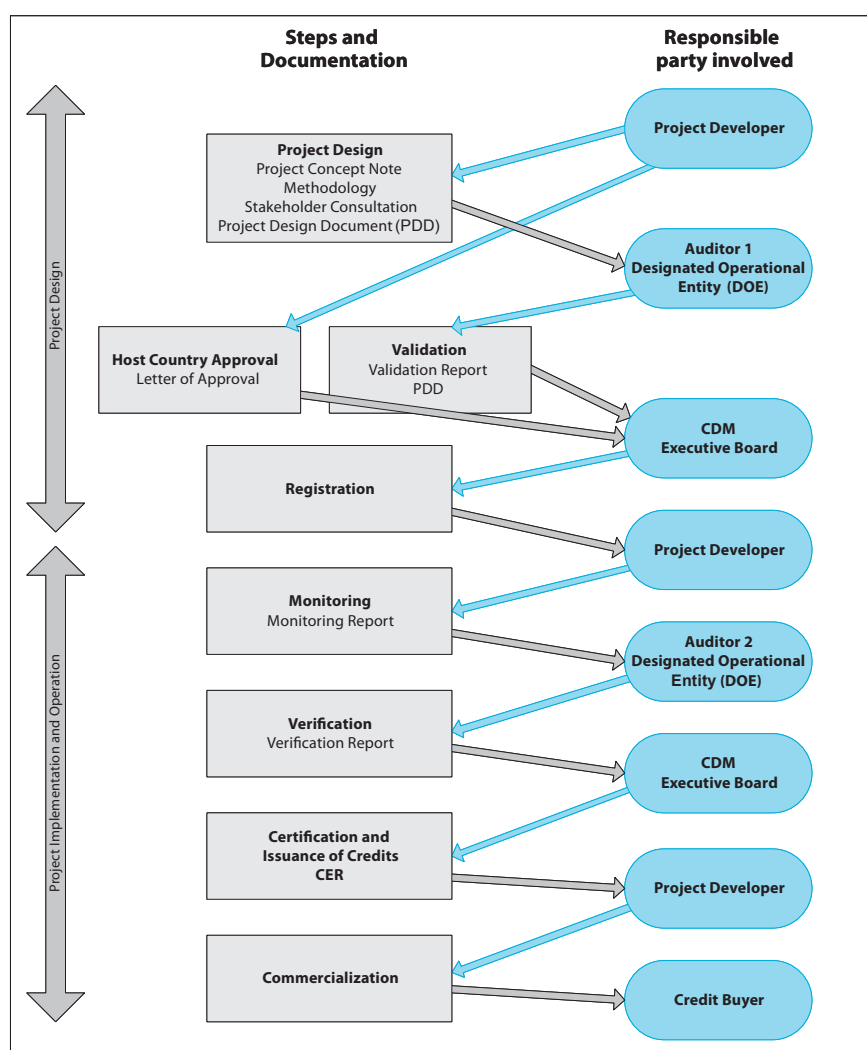 Steps and
Documentation
Responsible
party involved
Project Developer
Project Design
Project Concept Note
Methodology
Stakeholder Consultation
Project Design Document (PDD)
Auditor 1
Designated Operational
Entity (DOE)
Project Design
Host Country Approval
Letter of Approval
Validation
Validation Report
PDD
CDM
Executive Board
Registration
Project Developer
Monitoring
Monitoring Report
Auditor 2
Designated Operational
Entity (DOE)
Project Implementation and Operation
Verification
Verification Report
CDM
Executive Board
Certification and
Issuance of Credits
CER
Project Developer
Commercialization
Credit Buyer